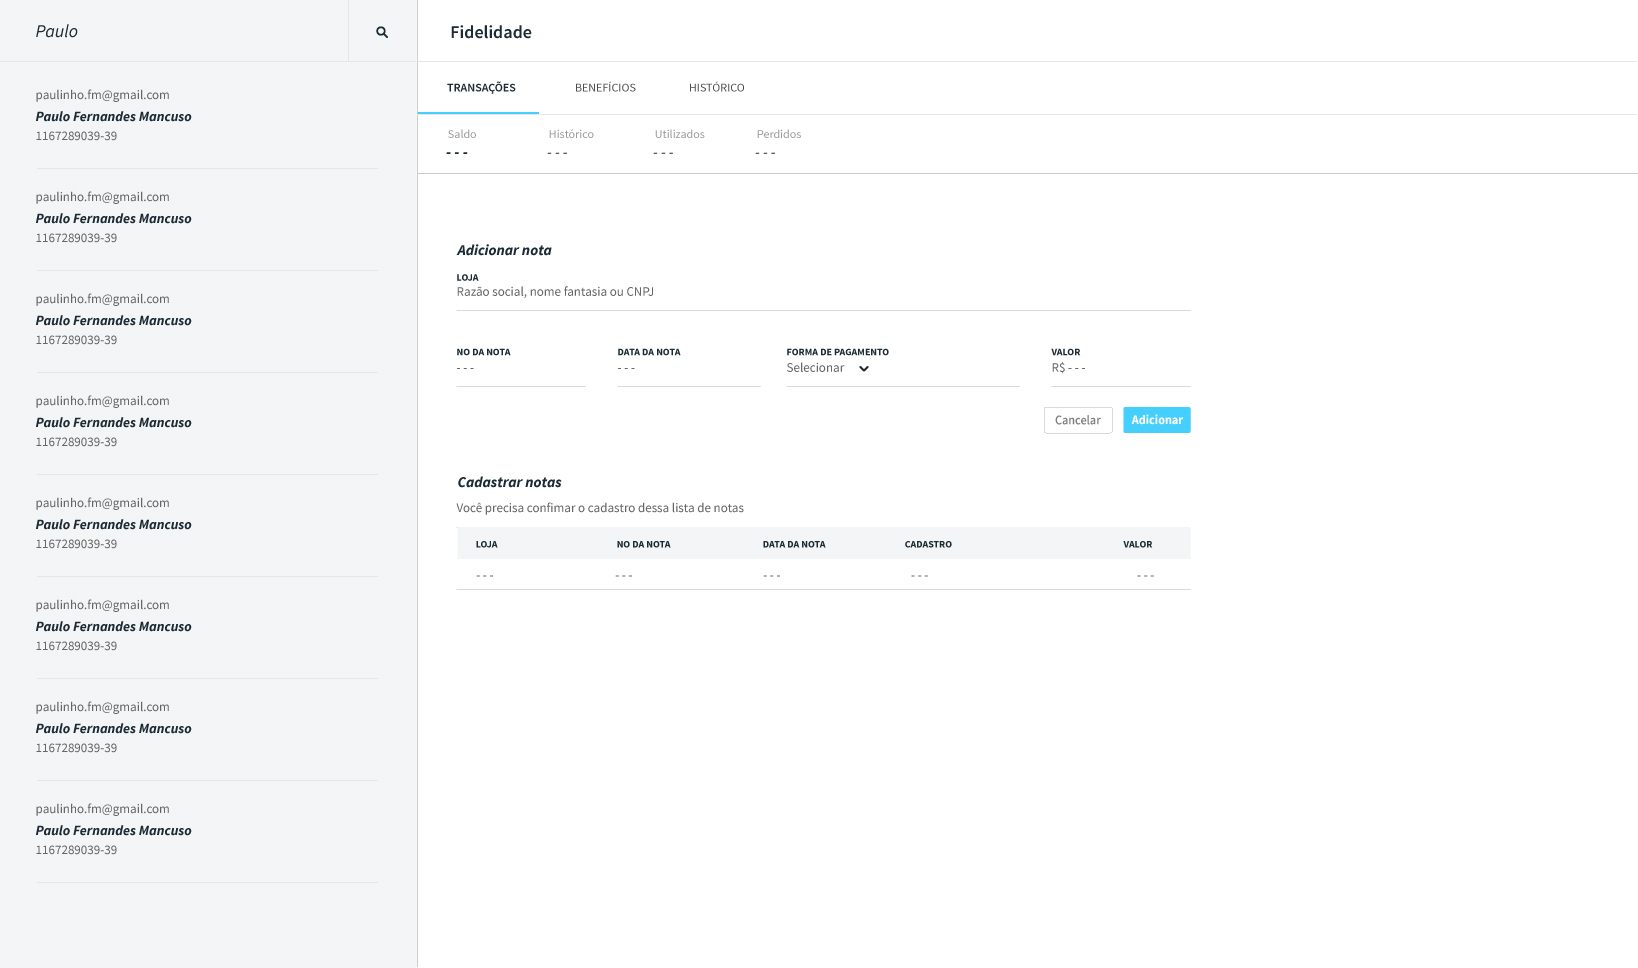 Paulo
paulinho.fm@gmail.com
Paulo Fernandes Mancuso
1167289039-39
paulinho.fm@gmail.com
Paulo Fernandes Mancuso
1167289039-39
paulinho.fm@gmail.com
Paulo Fernandes Mancuso
1167289039-39
paulinho.fm@gmail.com
Paulo Fernandes Mancuso
1167289039-39
paulinho.fm@gmail.com
Paulo Fernandes Mancuso
1167289039-39
paulinho.fm@gmail.com
Paulo Fernandes Mancuso
1167289039-39
paulinho.fm@gmail.com
Paulo Fernandes Mancuso
1167289039-39
paulinho.fm@gmail.com
Paulo Fernandes Mancuso
1167289039-39
Fidelidade
TRANSAÇÕES BENEFÍCIOS HISTÓRICO
Saldo Histórico Utilizados Perdidos
--- --- --- ---
Adicionar nota
LOJA
Razão social, nome fantasia ou CNPJ
NO DA NOTA DATA DA NOTA FORMA DE PAGAMENTO VALOR
--- --- Selecionar R$ ---
Cancelar Adicionar
Cadastrar notas
Você precisa confimar o cadastro dessa lista de notas
LOJA NO DA NOTA DATA DA NOTA CADASTRO VALOR
--- --- --- --- ---